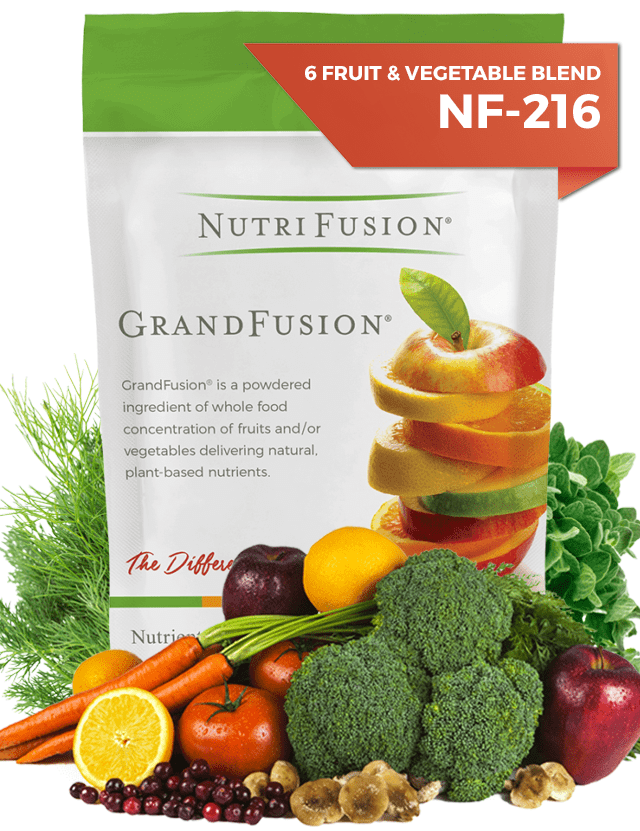 6 FRUIT & VEGETABLE BLEND
NF-216
NUTRIFUSION®
GRANDFUSION®
GrandFusion® is a powdered
ingredient of whole food
concentration of fruits and/or
vegetables delivering natural,
plant-based nutrients.
The